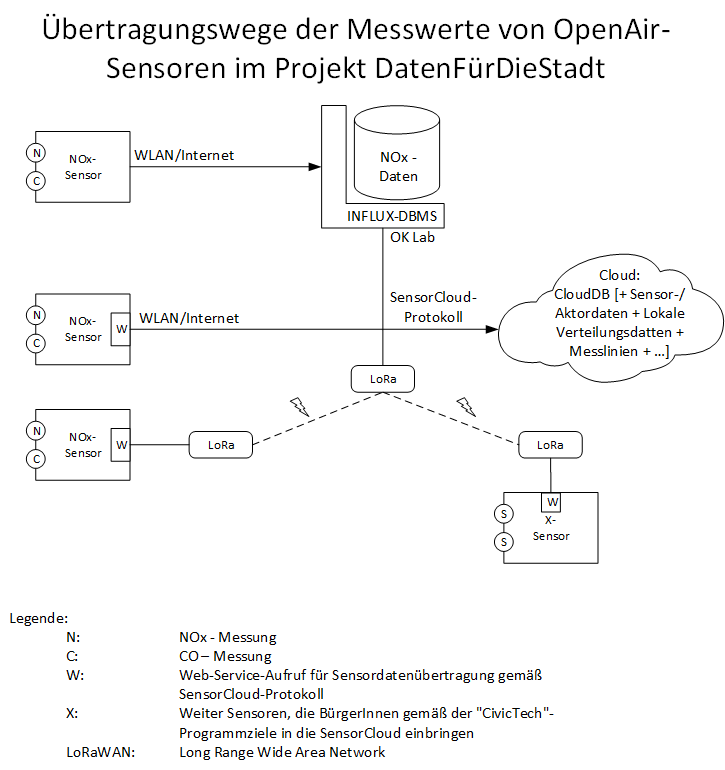 Übertragungswege der Messwerte von OpenAir-
Sensoren im Projekt DatenFürDieStadt
N
C
NOx-
Sensor
WLAN/Internet
NOx -
Daten
INFLUX-DBMS
OK Lab
N
C
NOx-
Sensor
W
WLAN/Internet
SensorCloud-
Protokoll
Cloud:
CloudDB [+ Sensor-/
Aktordaten + Lokale
Verteilungsdatten +
Messlinien + ...]
LoRa
N
C
NOx-
Sensor
W
LoRa
LoRa
W
S
S
X-
Sensor
Legende:
N: NOx - Messung
C: CO – Messung
W: Web-Service-Aufruf für Sensordatenübertragung gemäß
SensorCloud-Protokoll
X: Weiter Sensoren, die BürgerInnen gemäß der "CivicTech"-
Programmziele in die SensorCloud einbringen
LoRaWAN: Long Range Wide Area Network